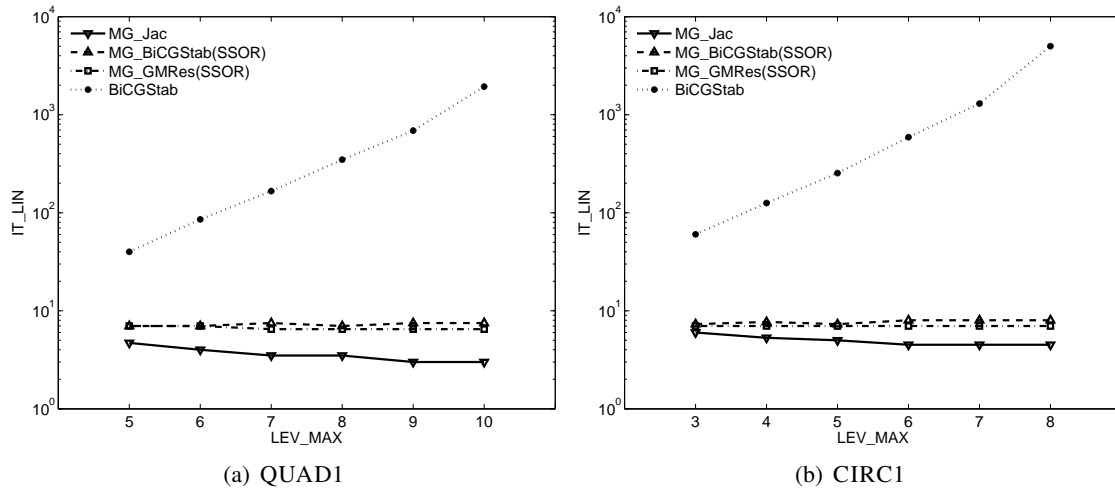 10^4
10^3
10^2
10^1
10^0
IT_LIN
MG_Jac
MG_BiCGStab(SSOR)
MG_GMRes(SSOR)
BiCGStab
5 6 7 8 9 10
LEV_MAX
(a) QUAD1
10^4
10^3
10^2
10^1
10^0
IT_LIN
MG_Jac
MG_BiCGStab(SSOR)
MG_GMRes(SSOR)
BiCGStab
3 4 5 6 7 8
LEV_MAX
(b) CIRC1